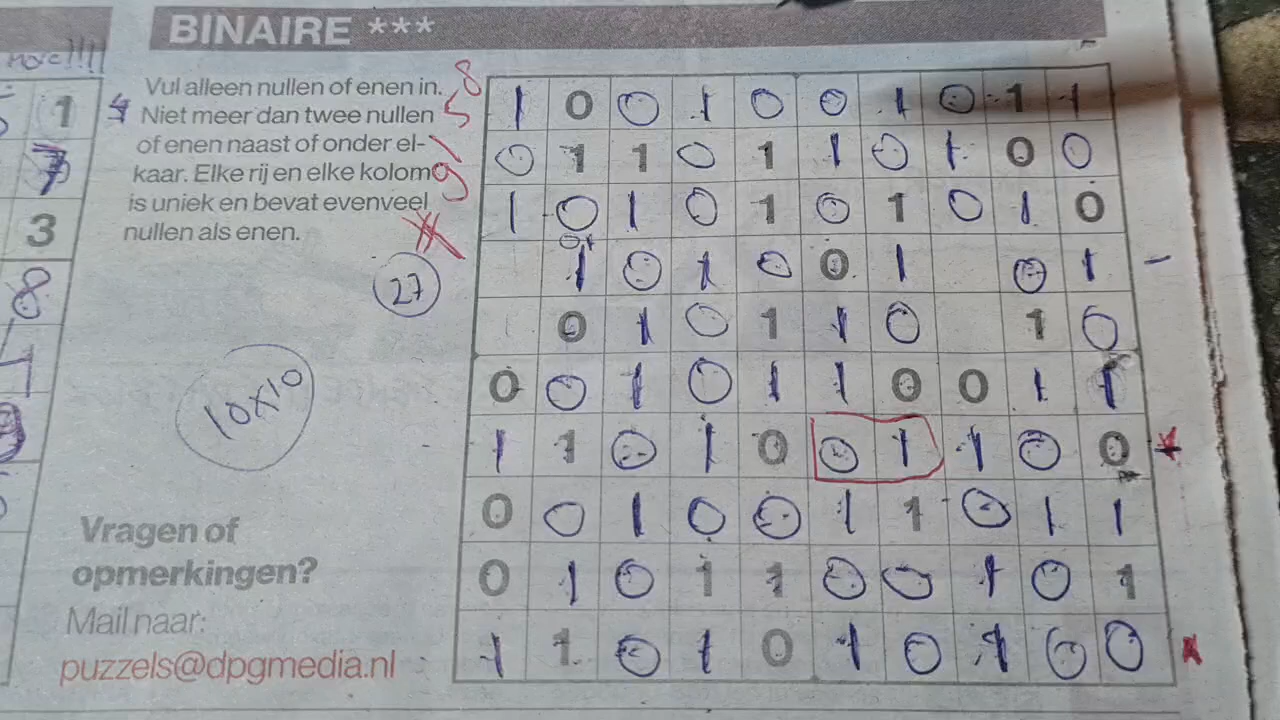 BINAIRE ***
Vul alleen nullen of enen in.
Niet meer dan twee nullen
of enen naast of onder el-
kaar. Elke rij en elke kolom
is uniek en bevat evenveel
nullen als enen.
27
10x10
Vragen of
opmerkingen?
Mail naar:
puzzels@dpgmedia.nl
1
3
8
8
5
9
1 0 0 1 0 0 1 0 1 1
0 1 1 0 1 1 0 1 0 0
1 0 1 0 1 0 1 0 1 0
1 0 1 0 0 1 0 1
0 1 0 1 1 0 1 0
0 0 1 0 1 1 0 0 1 1
1 1 0 1 0 0 1 1 0 0
0 0 1 0 0 1 1 0 1 1
0 1 0 1 1 0 0 1 0 1
1 1 0 1 0 1 0 1 0 0